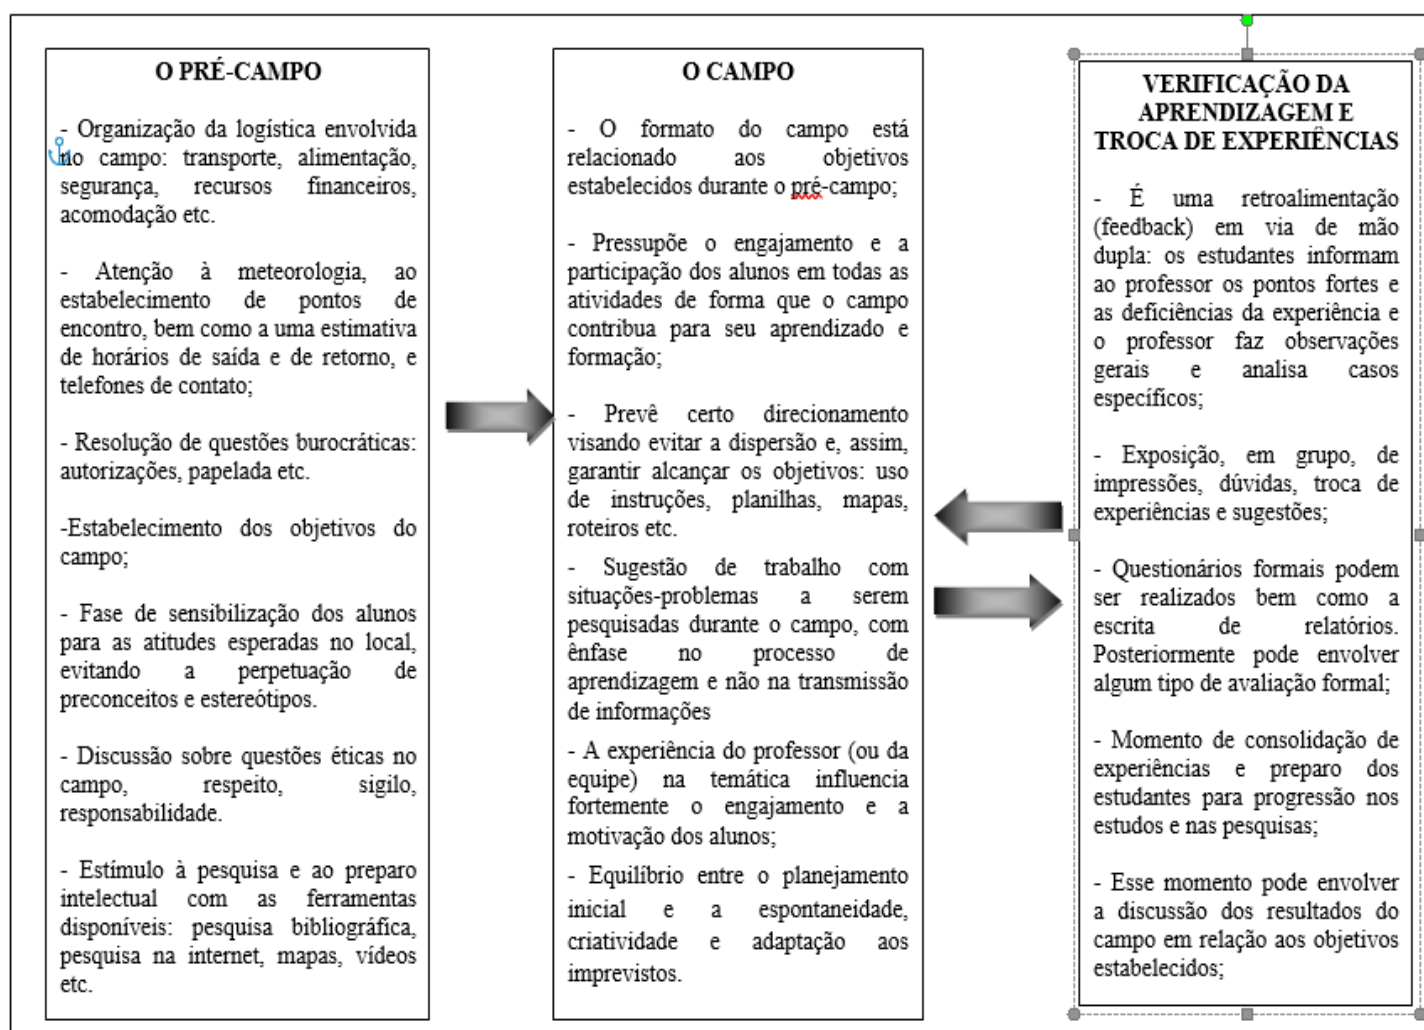 O PRÉ-CAMPO
- Organização da logística envolvida
no campo: transporte, alimentação,
segurança, recursos financeiros,
acomodação etc.
- Atenção à meteorologia, ao
estabelecimento de pontos de
encontro, bem como a uma estimativa
de horários de saída e de retorno, e
telefones de contato;
- Resolução de questões burocráticas:
autorizações, papelada etc.
-Estabelecimento dos objetivos do
campo;
- Fase de sensibilização dos alunos
para as atitudes esperadas no local,
evitando a perpetuação de
preconceitos e estereótipos.
- Discussão sobre questões éticas no
campo, respeito, sigilo,
responsabilidade.
- Estímulo à pesquisa e ao preparo
intelectual com as ferramentas
disponíveis: pesquisa bibliográfica,
pesquisa na internet, mapas, vídeos
etc.
O CAMPO
- O formato do campo está
relacionado aos objetivos
estabelecidos durante o pré-campo;
- Pressupõe o engajamento e a
participação dos alunos em todas as
atividades de forma que o campo
contribua para seu aprendizado e
formação;
- Prevê certo direcionamento
visando evitar a dispersão e, assim,
garantir alcançar os objetivos: uso
de instruções, planilhas, mapas,
roteiros etc.
- Sugestão de trabalho com
situações-problemas a serem
pesquisadas durante o campo, com
ênfase no processo de
aprendizagem e não na transmissão
de informações
- A experiência do professor (ou da
equipe) na temática influencia
fortemente o engajamento e a
motivação dos alunos;
- Equilíbrio entre o planejamento
inicial e a espontaneidade,
criatividade e adaptação aos
imprevistos.
VERIFICAÇÃO DA
APRENDIZAGEM E
TROCA DE EXPERIÊNCIAS
- É uma retroalimentação
(feedback) em via de mão
dupla: os estudantes informam
ao professor os pontos fortes e
as deficiências da experiência e
o professor faz observações
gerais e analisa casos
específicos;
- Exposição, em grupo, de
impressões, dúvidas, troca de
experiências e sugestões;
- Questionários formais podem
ser realizados bem como a
escrita de relatórios.
Posteriormente pode envolver
algum tipo de avaliação formal;
- Momento de consolidação de
experiências e preparo dos
estudantes para progressão nos
estudos e nas pesquisas;
- Esse momento pode envolver
a discussão dos resultados do
campo em relação aos objetivos
estabelecidos;